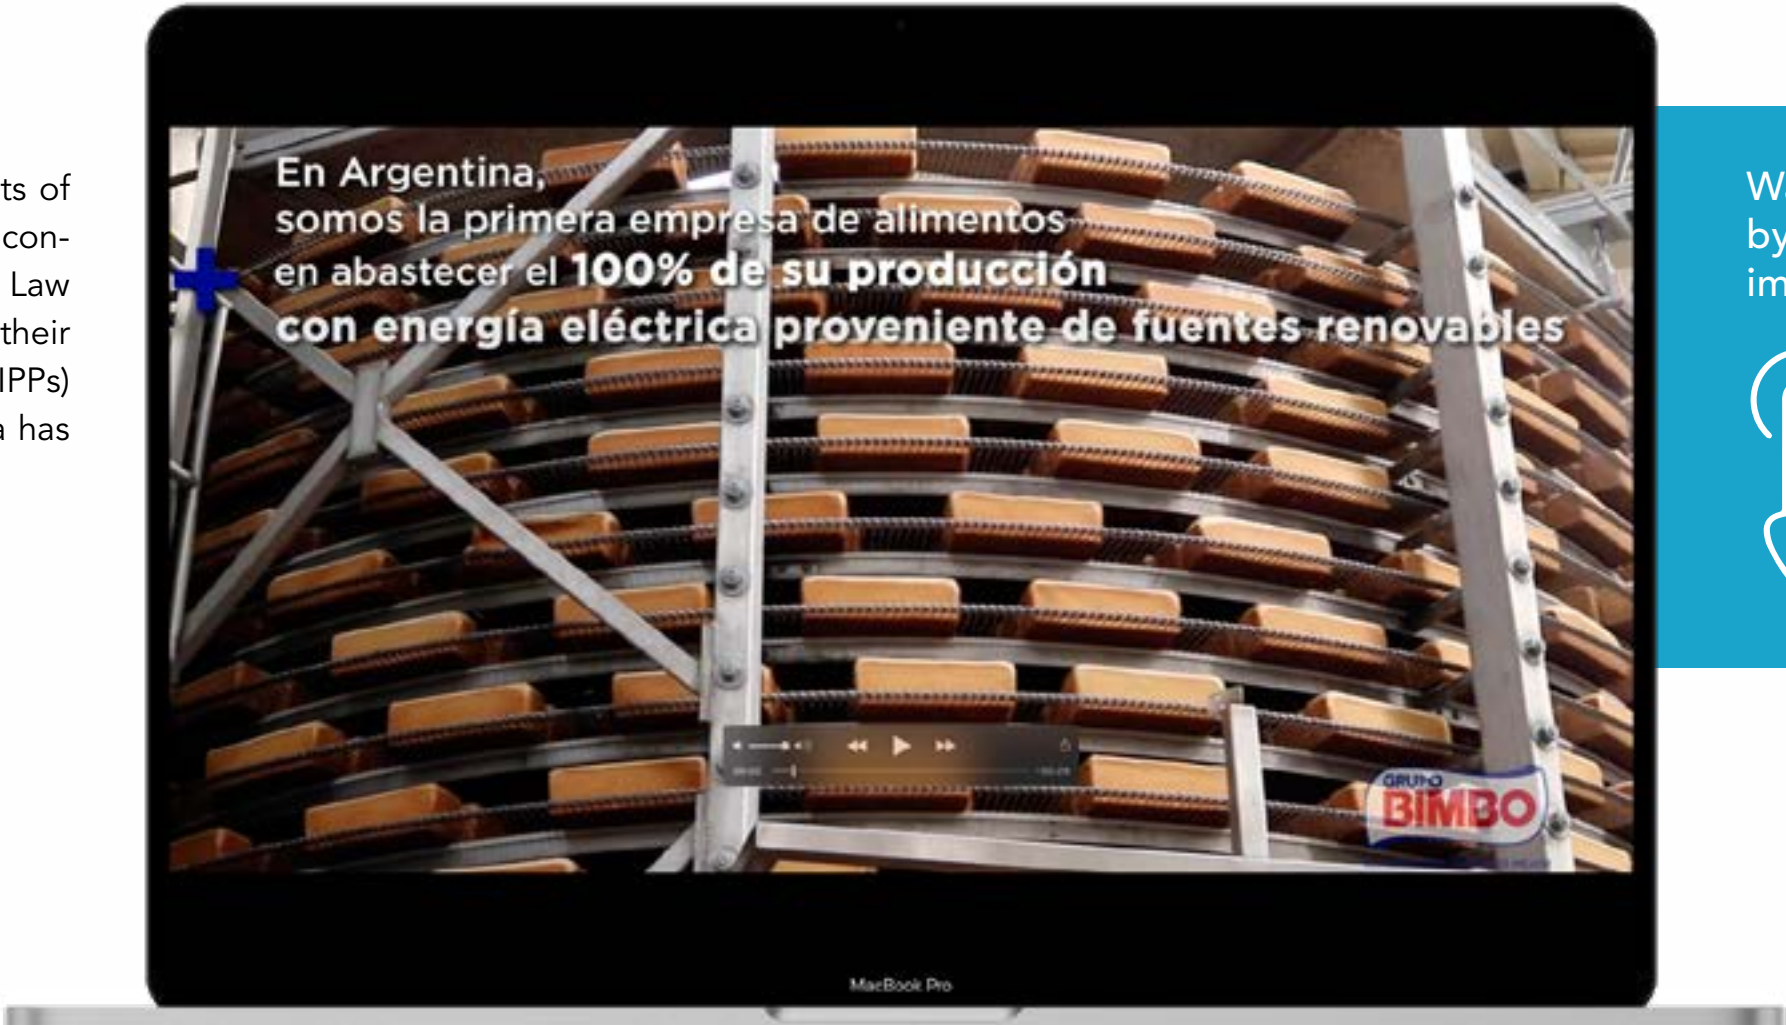 ts of
con-
Law
their
IPPs)
a has
En Argentina,
somos la primera empresa de alimentos
en abastecer el 100% de su producción
con energía eléctrica proveniente de fuentes renovables
GRUPO
BIMBO
MacBook Pro
W
by
im